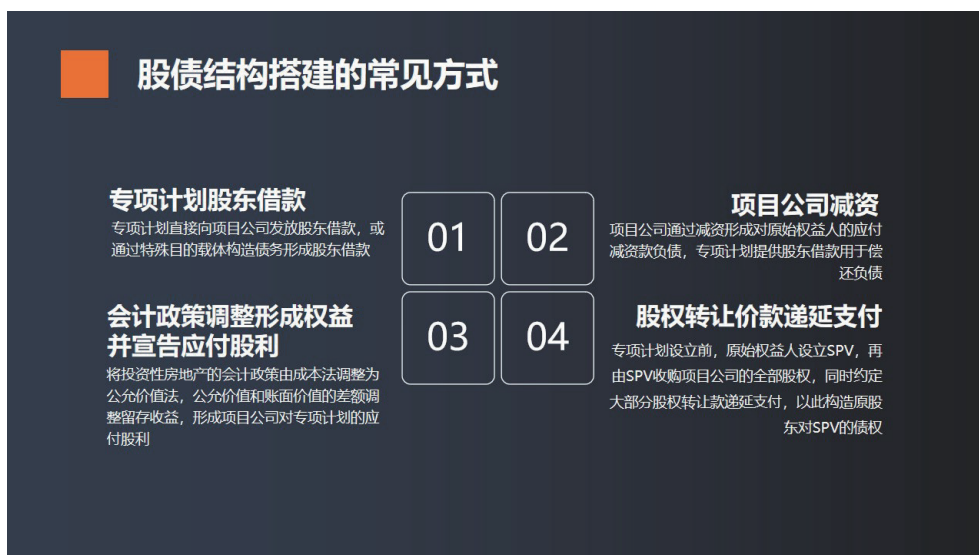 股债结构搭建的常见方式
专项计划股东借款
专项计划直接向项目公司发放股东借款，或
通过特殊目的载体构造债务形成股东借款
01
02
项目公司减资
项目公司通过减资形成对原始权益人的应付
减资款负债，专项计划提供股东借款用于偿
还负债
会计政策调整形成权益
并宣告应付股利
将投资性房地产的会计政策由成本法调整为
公允价值法，公允价值和账面价值的差额调
整留存收益，形成项目公司对专项计划的应
付股利
03
04
股权转让价款递延支付
专项计划设立前，原始权益人设立SPV，再
由SPV收购项目公司的全部股权，同时约定
大部分股权转让款递延支付，以此构造原股
东对SPV的债权